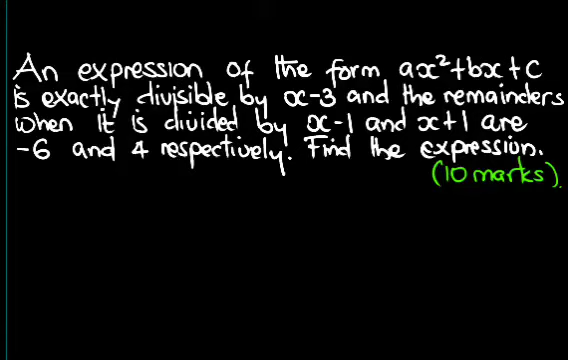 An expression of the form ax²+bx+c
is exactly divisible by x-3 and the remainders
when it is divided by x-1 and x+1 are
-6 and 4 respectively. Find the expression.
(10 marks).